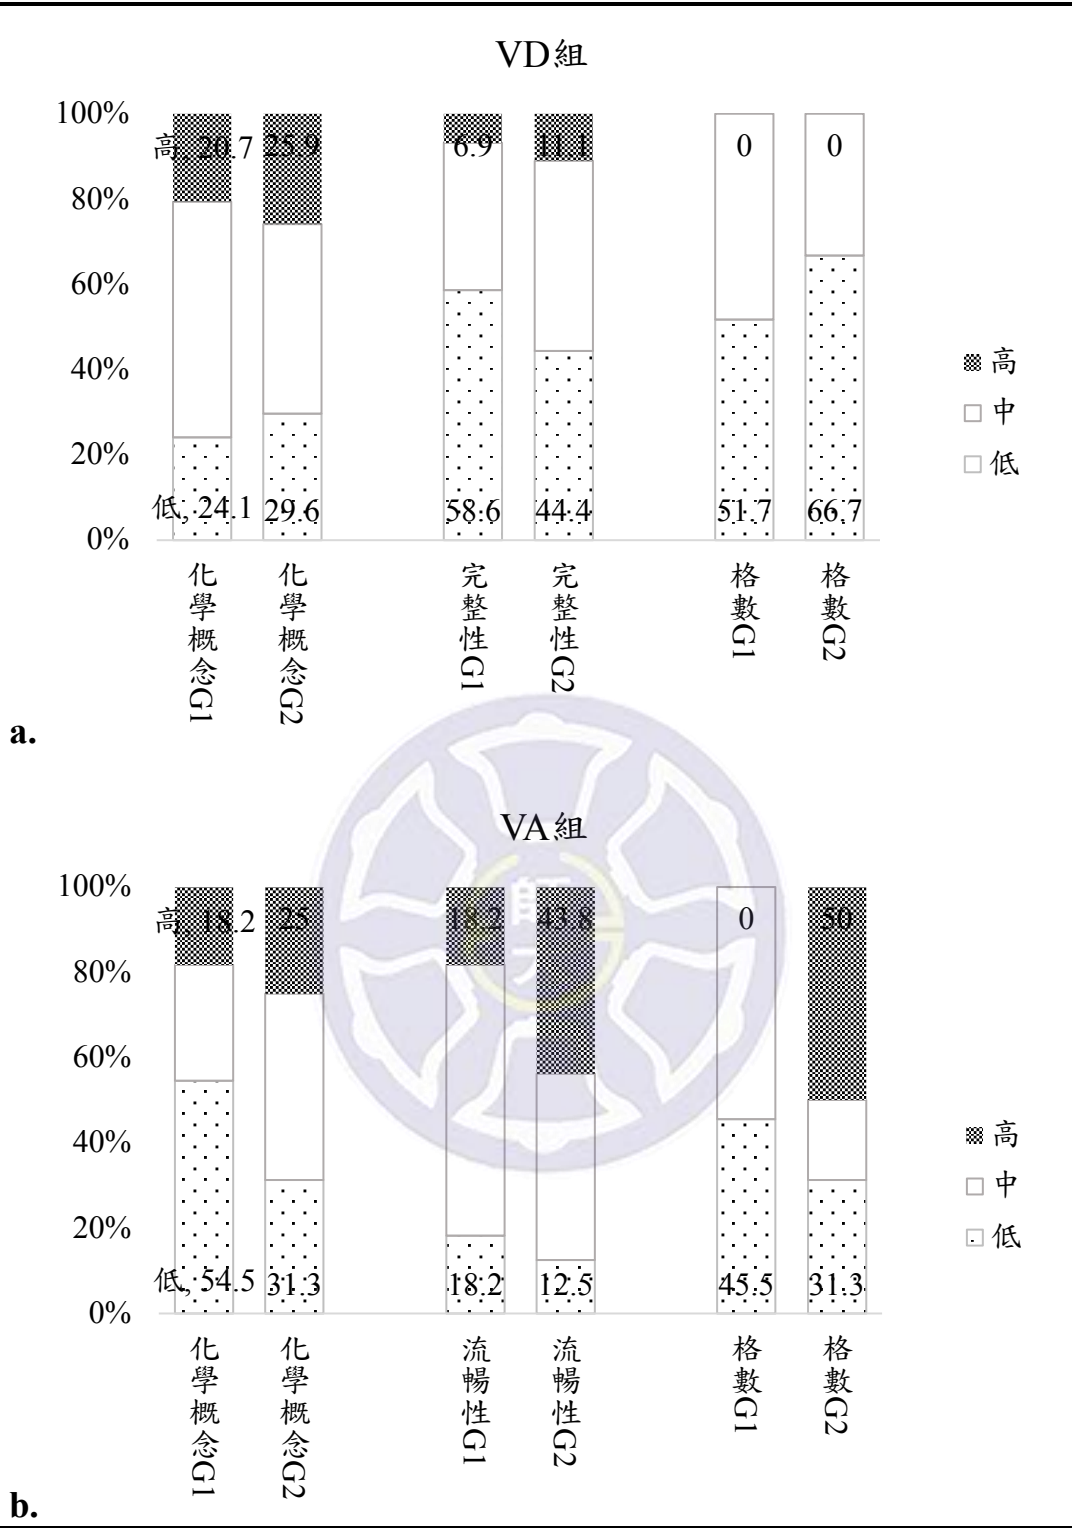 VD組
100%
80%
60%
40%
20%
0%
高, 20.7
25.9
6.9
11.1
0
0
低, 24.1
29.6
58.6
44.4
51.7
66.7
高
中
低
化學概念G1
化學概念G2
完整性G1
完整性G2
格數G1
格數G2
a.
VA組
100%
80%
60%
40%
20%
0%
高, 18.2
25
18.2
43.8
0
50
低, 54.5
31.3
18.2
12.5
45.5
31.3
高
中
低
化學概念G1
化學概念G2
流暢性G1
流暢性G2
格數G1
格數G2
b.